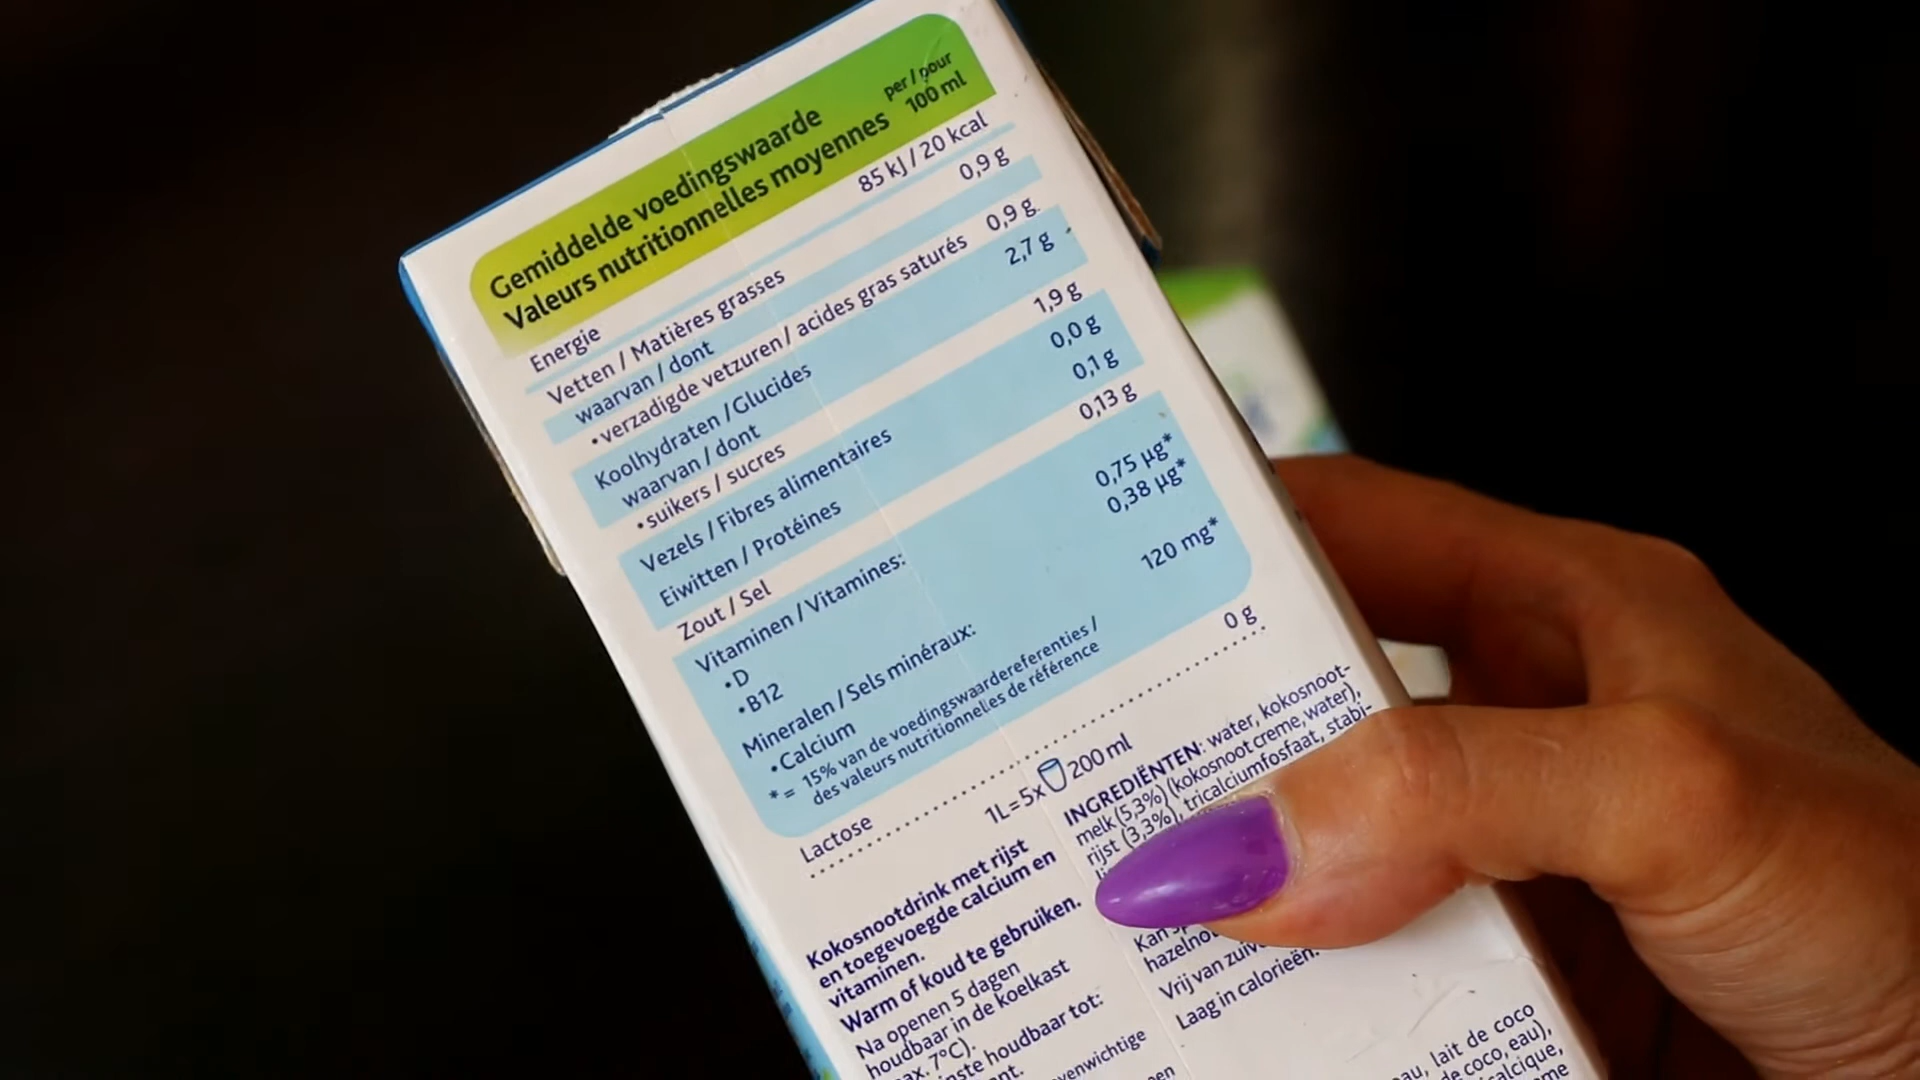 Gemiddelde voedingswaarde
Valeurs nutritionnelles moyennes
per / pour
100 ml
Energie 85 kJ / 20 kcal
Vetten / Matières grasses 0,9 g
waarvan / dont
•verzadigde vetzuren / acides gras saturés 0,9 g
Koolhydraten / Glucides 2,7 g
waarvan / dont
•suikers / sucres 1,9 g
Vezels / Fibres alimentaires 0,0 g
Eiwitten / Protéines 0,1 g
Zout / Sel 0,13 g
Vitaminen / Vitamines:
•D 0,75 µg*
•B12 0,38 µg*
Mineralen / Sels minéraux:
•Calcium 120 mg*
* = 15% van de voedingswaardereferenties /
des valeurs nutritionnelles de référence
Lactose 0 g
1L=5x 200 ml
Kokosnootdrink met rijst
en toegevoegde calcium en
vitaminen.
Warm of koud te gebruiken.
Na openen 5 dagen
houdbaar in de koelkast
7°C).
houdbaar tot:
INGREDIËNTEN: water, kokosnoot-
melk (5,3%) (kokosnoot creme, water),
rijst (3,3%), tricalciumfosfaat, stabi-
Kan
Vrij van
Laag in calorieën.
lait de coco
de coco, eau),